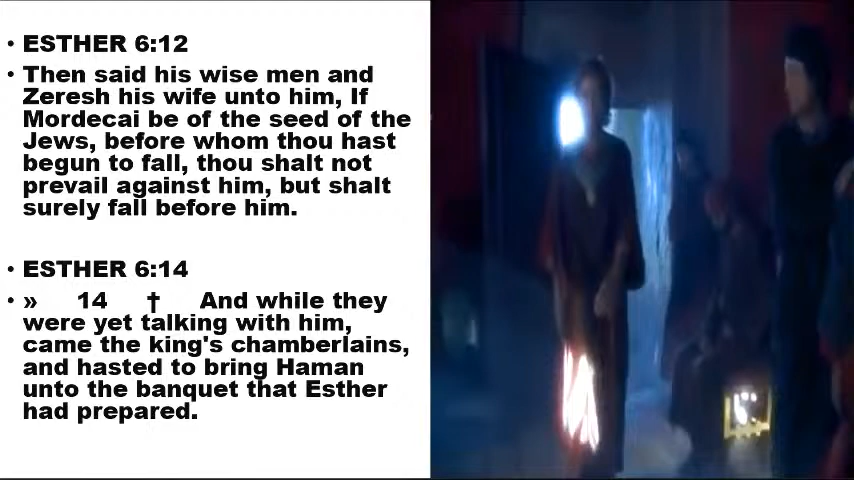 • ESTHER 6:12
• Then said his wise men and
Zeresh his wife unto him, If
Mordecai be of the seed of the
Jews, before whom thou hast
begun to fall, thou shalt not
prevail against him, but shalt
surely fall before him.
• ESTHER 6:14
• » 14 † And while they
were yet talking with him,
came the king's chamberlains,
and hasted to bring Haman
unto the banquet that Esther
had prepared.